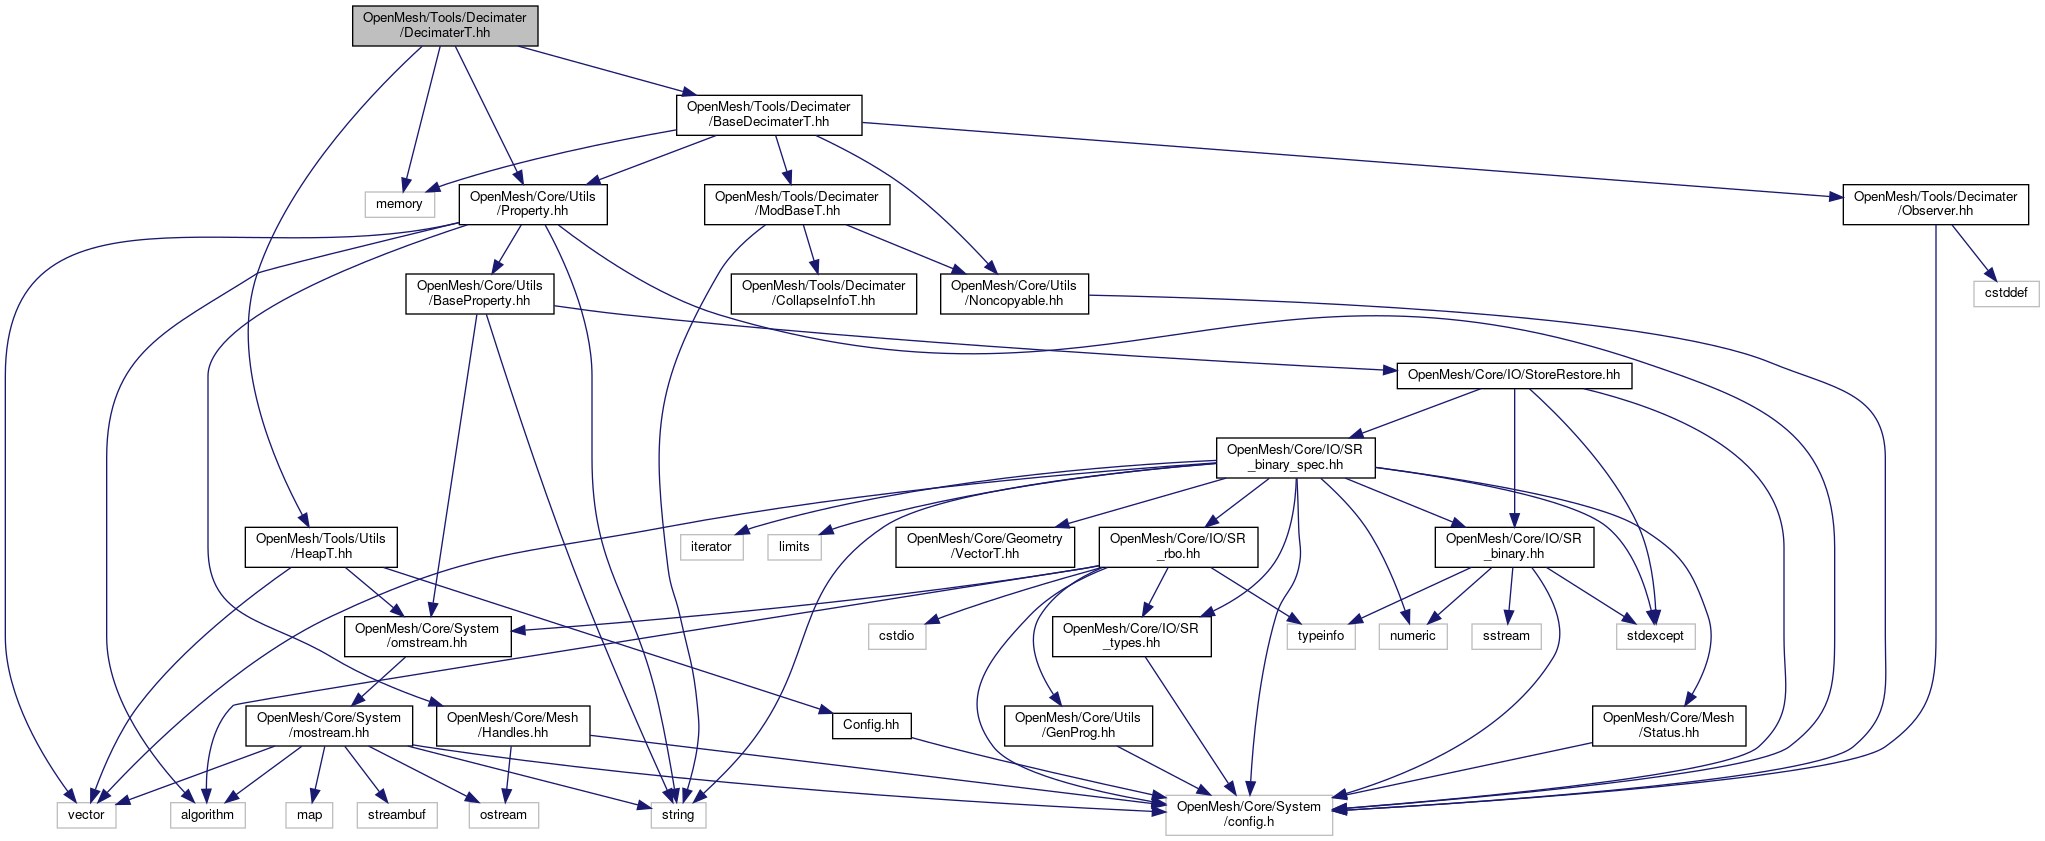 OpenMesh/Tools/Decimater
/DecimaterT.hh
OpenMesh/Tools/Decimater
/BaseDecimaterT.hh
memory
OpenMesh/Core/Utils
/Property.hh
OpenMesh/Tools/Decimater
/ModBaseT.hh
OpenMesh/Tools/Decimater
/Observer.hh
OpenMesh/Core/Utils
/BaseProperty.hh
OpenMesh/Tools/Decimater
/CollapseInfoT.hh
OpenMesh/Core/Utils
/Noncopyable.hh
cstddef
OpenMesh/Core/IO/StoreRestore.hh
OpenMesh/Core/IO/SR
_binary_spec.hh
OpenMesh/Tools/Utils
/HeapT.hh
iterator
limits
OpenMesh/Core/Geometry
/VectorT.hh
OpenMesh/Core/IO/SR
_rbo.hh
OpenMesh/Core/IO/SR
_binary.hh
OpenMesh/Core/System
/omstream.hh
cstdio
OpenMesh/Core/IO/SR
_types.hh
typeinfo
numeric
sstream
stdexcept
OpenMesh/Core/System
/mostream.hh
OpenMesh/Core/Mesh
/Handles.hh
Config.hh
OpenMesh/Core/Utils
/GenProg.hh
OpenMesh/Core/Mesh
/Status.hh
vector
algorithm
map
streambuf
ostream
string
OpenMesh/Core/System
/config.h